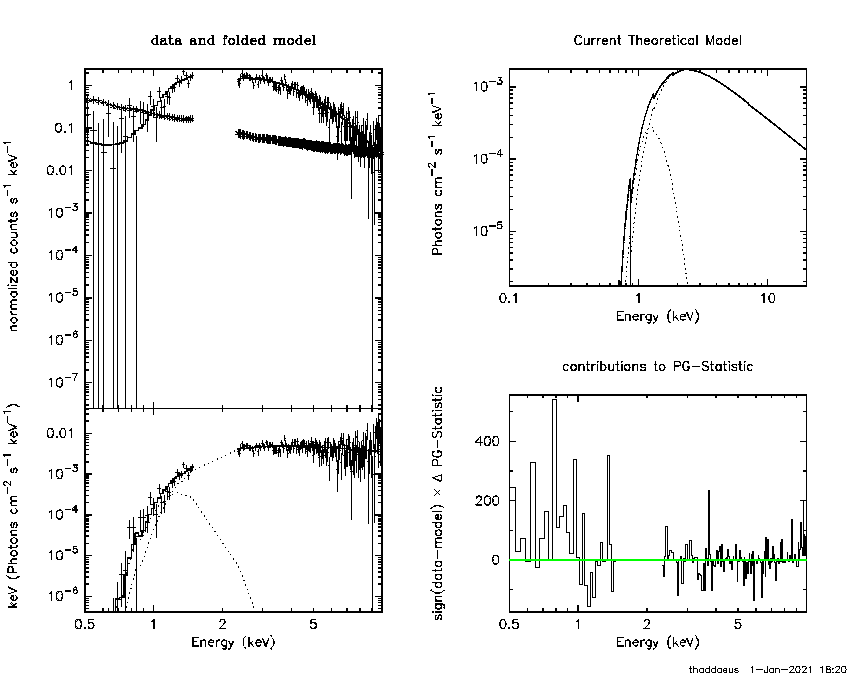 data and folded model
normalized counts s⁻¹ keV⁻¹
1
0.1
0.01
10⁻³
10⁻⁴
10⁻⁵
10⁻⁶
10⁻⁷
keV (Photons cm⁻² s⁻¹ keV⁻¹)
0.01
10⁻³
10⁻⁴
10⁻⁵
10⁻⁶
0.5 1 2 5
Energy (keV)
Current Theoretical Model
Photons cm⁻² s⁻¹ keV⁻¹
10⁻³
10⁻⁴
10⁻⁵
0.1 1 10
Energy (keV)
contributions to PG-Statistic
sign(data-model) × Δ PG-Statistic
400
200
0
0.5 1 2 5
Energy (keV)
thaddaeus 1-Jan-2021 18:20